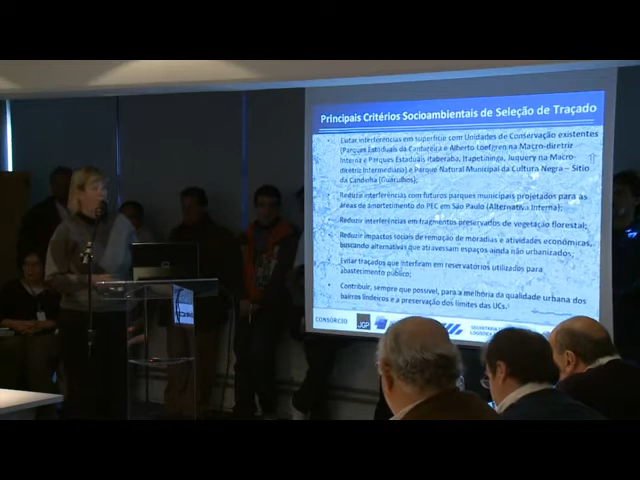 Principais Critérios Socioambientais de Seleção de Traçado
• Evitar interferências em superfície com Unidades de Conservação existentes
(Parques Estaduais da Cantareira e Alberto Loefgren na Macro-diretriz
Interna e Parques Estaduais Itaberaba, Itapetininga, Juquery na Macro-
diretriz Intermediária) e Parque Natural Municipal da Cultura Negra – Sítio
da Candinha (Guarulhos);
• Reduzir interferências com futuros parques municipais projetados para as
áreas de amortecimento do PEC em São Paulo (Alternativa Interna);
• Reduzir interferências em fragmentos preservados de vegetação florestal;
• Reduzir impactos sociais de remoção de moradias e atividades econômicas,
buscando alternativas que atravessam espaços ainda não urbanizados;
• Evitar traçados que interfiram em reservatórios utilizados para
abastecimento público;
• Contribuir, sempre que possível, para a melhoria da qualidade urbana dos
bairros lindeiros e a preservação dos limites das UCs.
CONSÓRCIO JGP
SECRETARIA